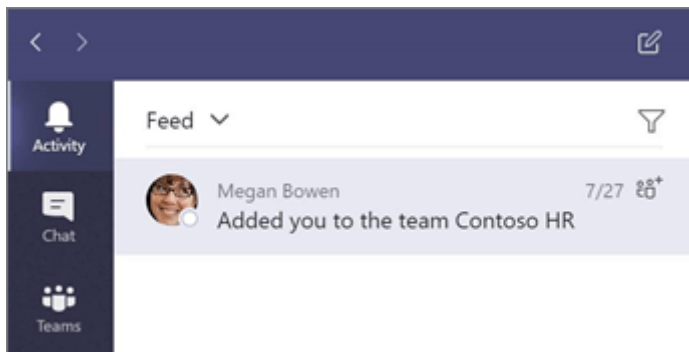 Activity
Chat
Teams
Feed
Megan Bowen 7/27
Added you to the team Contoso HR